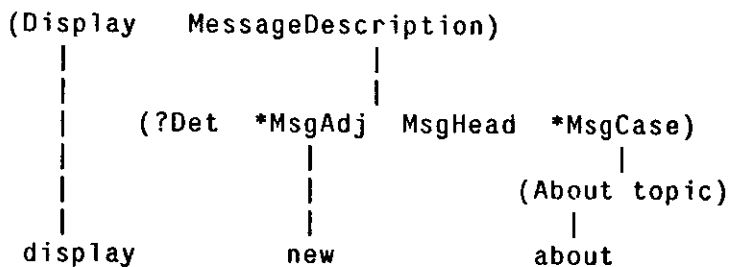 (Display MessageDescription)
(?Det *MsgAdj MsgHead *MsgCase)
(About topic)
display new about